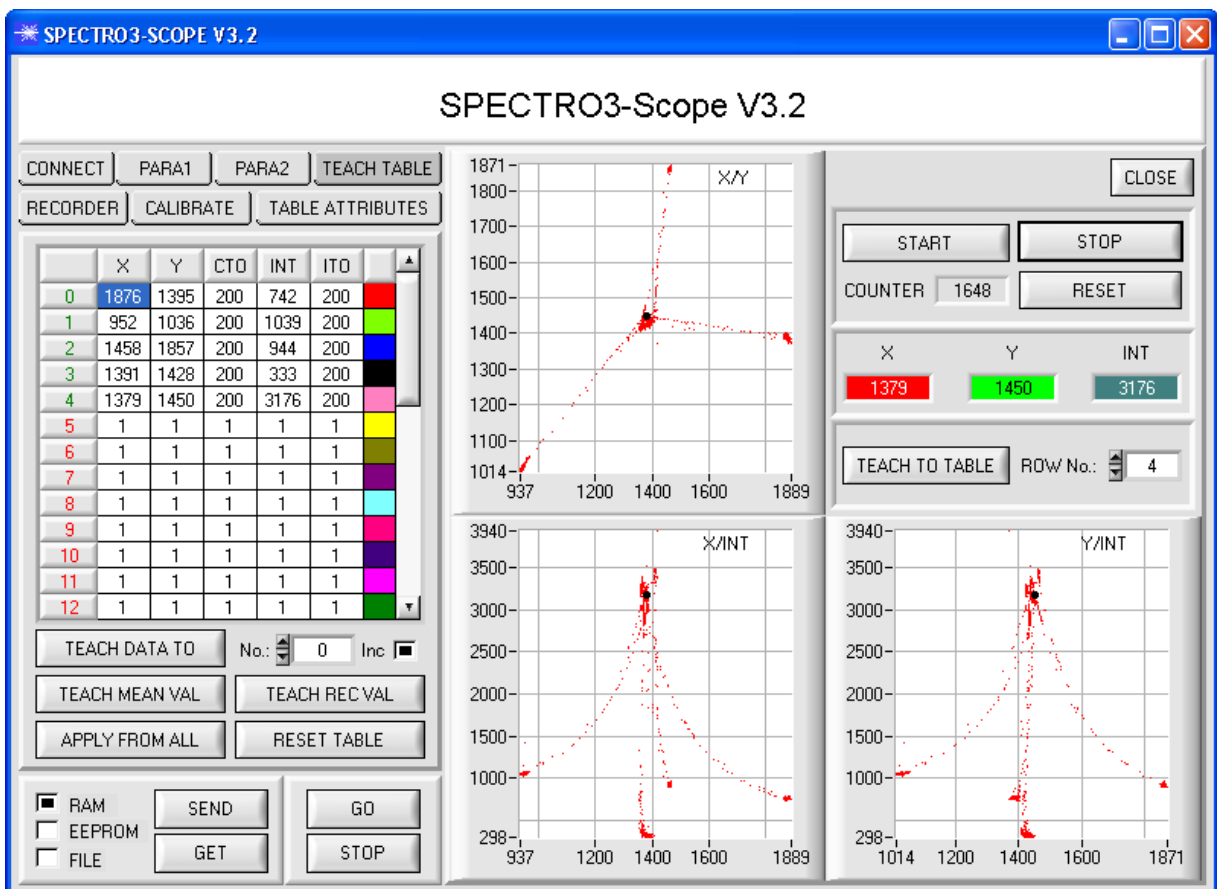 SPECTRO3-SCOPE V3.2
SPECTRO3-Scope V3.2
CONNECT PARA1 PARA2 TEACH TABLE
RECORDER CALIBRATE TABLE ATTRIBUTES
X Y CTO INT ITO
0 1876 1395 200 742 200
1 952 1036 200 1039 200
2 1458 1857 200 944 200
3 1391 1428 200 333 200
4 1379 1450 200 3176 200
5 1 1 1 1 1
6 1 1 1 1 1
7 1 1 1 1 1
8 1 1 1 1 1
9 1 1 1 1 1
10 1 1 1 1 1
11 1 1 1 1 1
12 1 1 1 1 1
TEACH DATA TO No.: 0 Inc
TEACH MEAN VAL TEACH REC VAL
APPLY FROM ALL RESET TABLE
RAM
EEPROM
FILE
SEND
GET
GO
STOP
X/Y
1871
1800
1700
1600
1500
1400
1300
1200
1100
1014
937 1200 1400 1600 1889
CLOSE
START STOP
COUNTER 1648 RESET
X Y INT
1379 1450 3176
TEACH TO TABLE ROW No.: 4
X/INT
3940
3500
3000
2500
2000
1500
1000
298
937 1200 1400 1600 1889
Y/INT
3940
3500
3000
2500
2000
1500
1000
298
1014 1200 1400 1600 1871